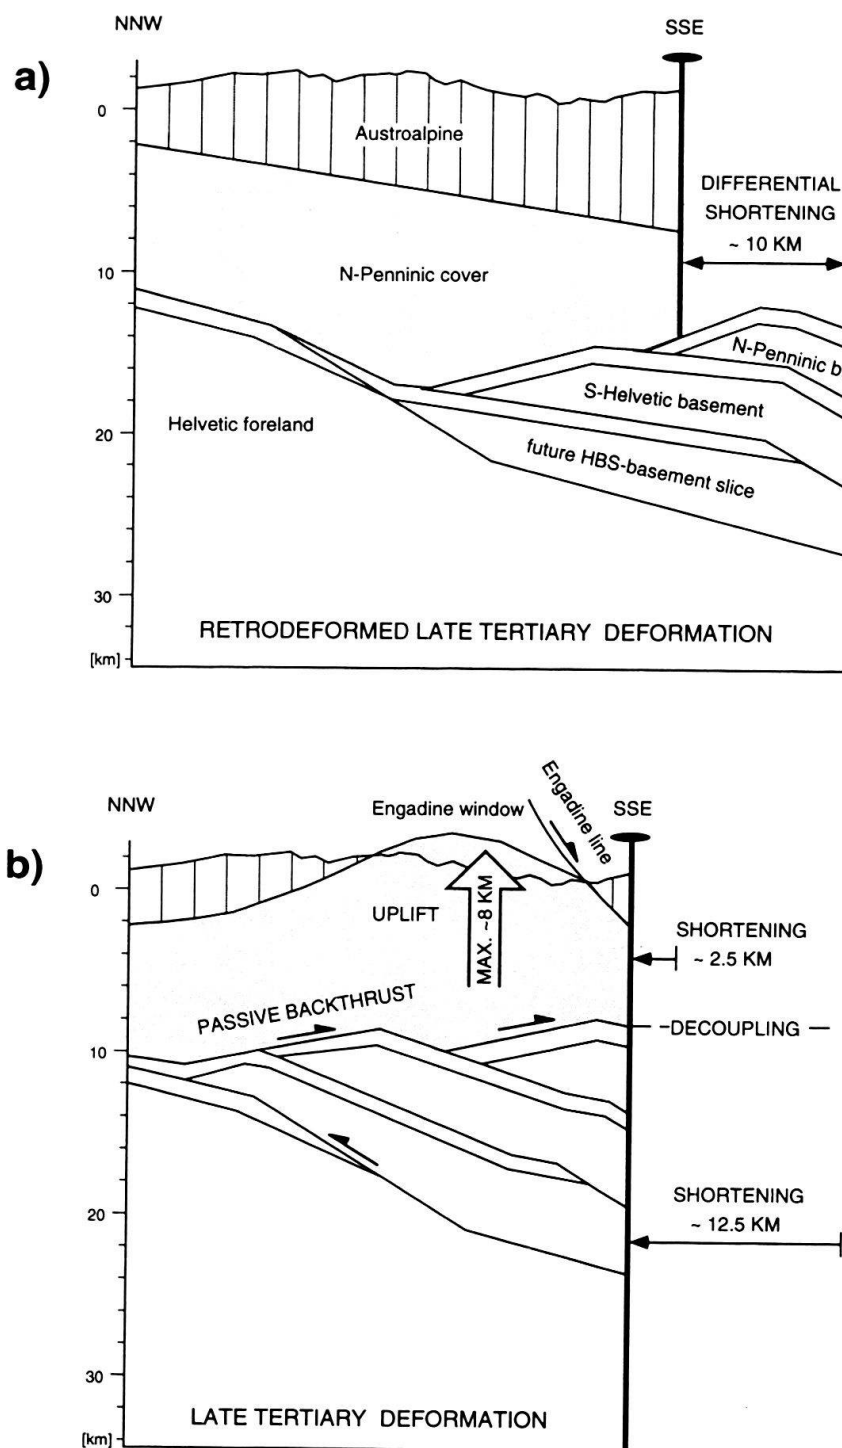 a)
NNW
SSE
0
Austroalpine
DIFFERENTIAL
SHORTENING
~ 10 KM
10
N-Penninic cover
N-Penninic b
S-Helvetic basement
Helvetic foreland
20
future HBS-basement slice
30
RETRODEFORMED LATE TERTIARY DEFORMATION
[km]
b)
NNW
Engadine window
Engadine line
SSE
0
UPLIFT
MAX. ~8 KM
SHORTENING
~ 2.5 KM
PASSIVE BACKTHRUST
DECOUPLING
10
SHORTENING
~ 12.5 KM
20
30
LATE TERTIARY DEFORMATION
[km]